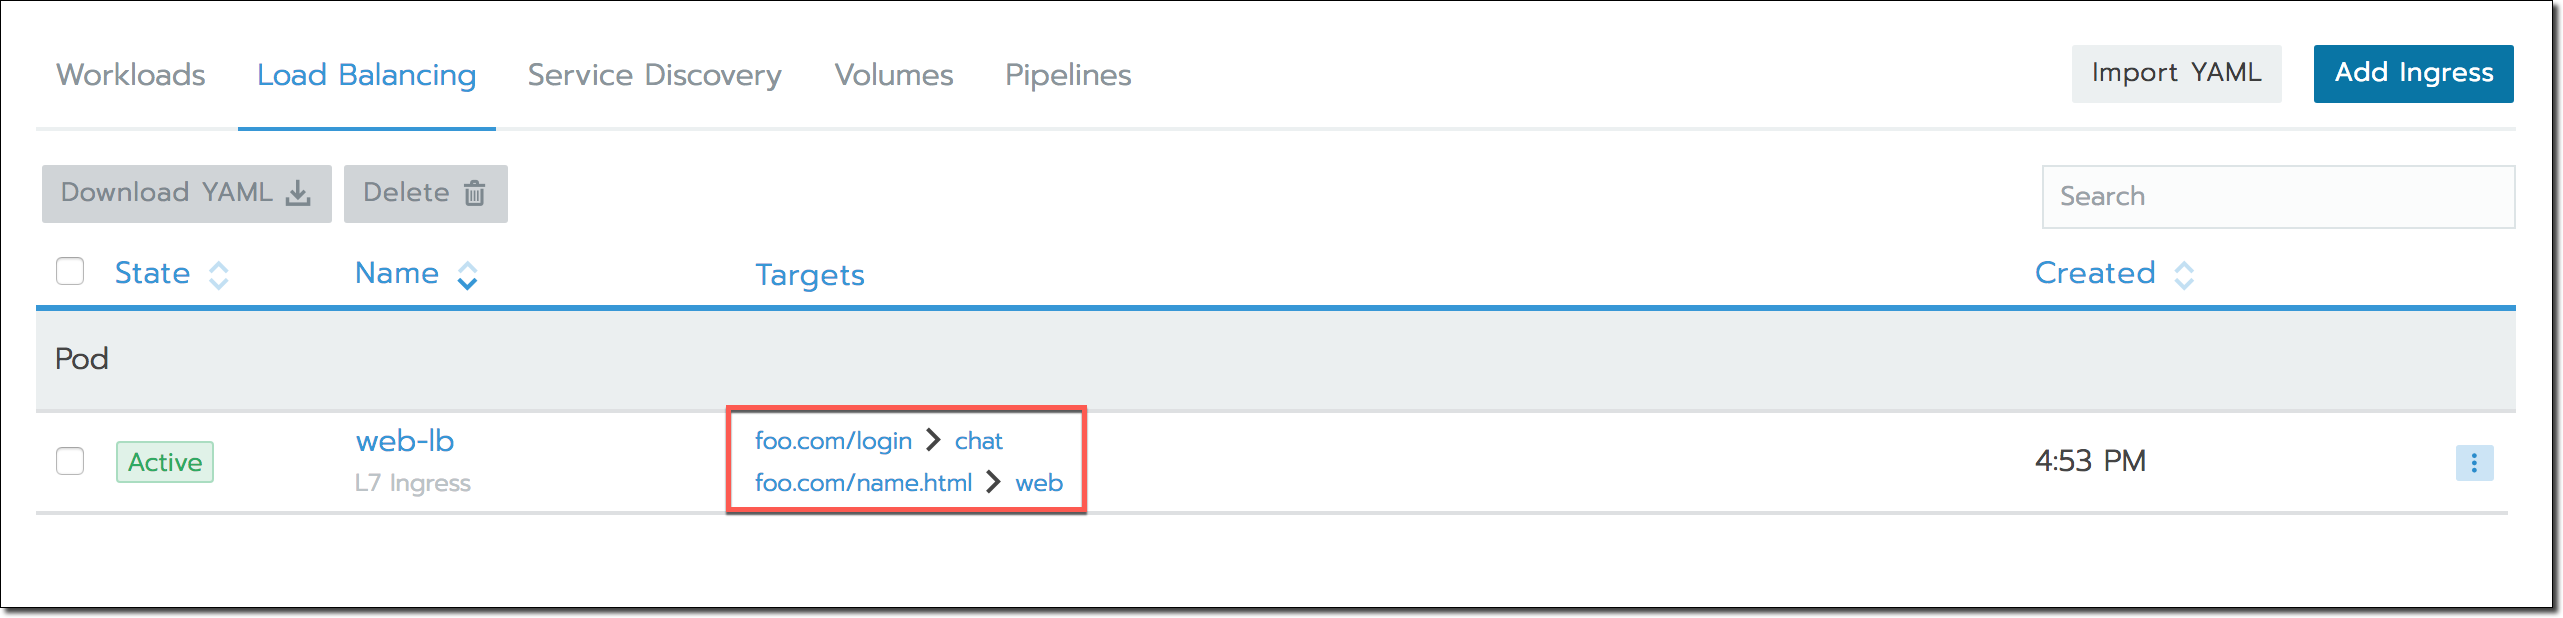 Workloads Load Balancing Service Discovery Volumes Pipelines Import YAML Add Ingress
Download YAML Delete Search
State Name Targets Created
Pod
Active web-lb foo.com/login > chat 4:53 PM
L7 Ingress foo.com/name.html > web